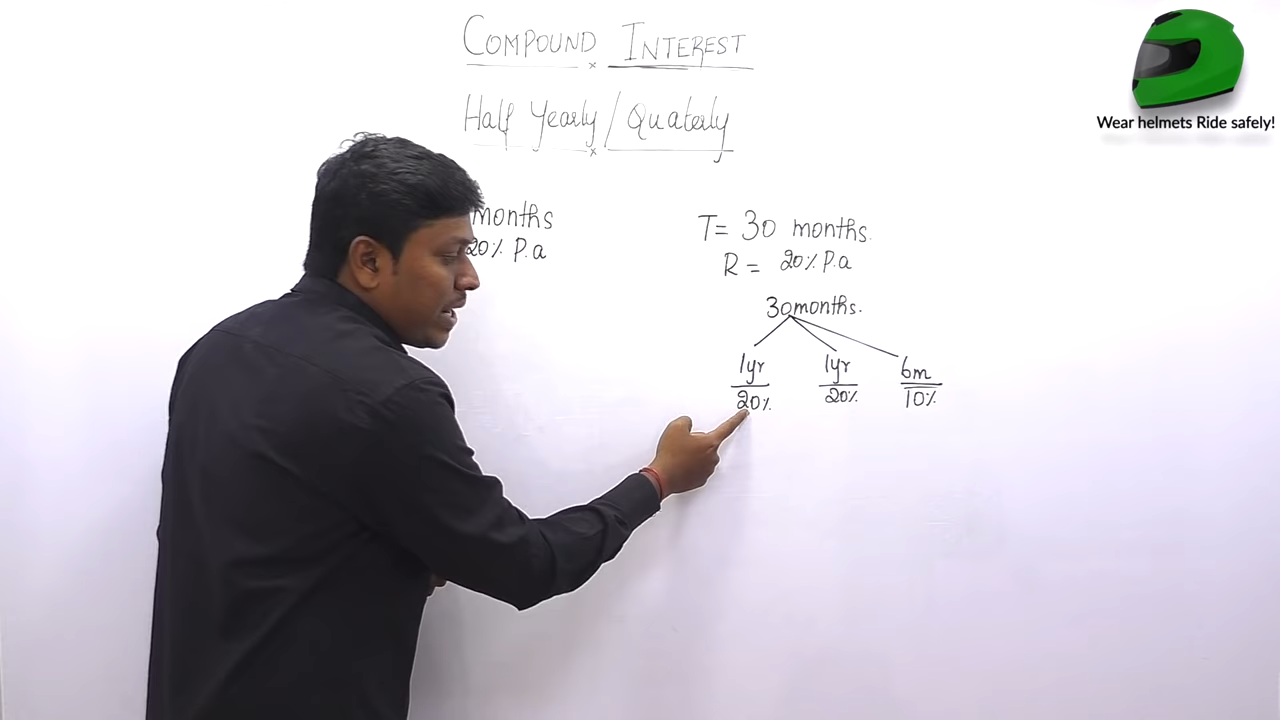 COMPOUND INTEREST
Half Yearly / Quaterly
Wear helmets Ride safely!
months
20% P.a
T= 30 months.
R = 20% P.a
30months.
1yr 1yr 6m
20% 20% 10%